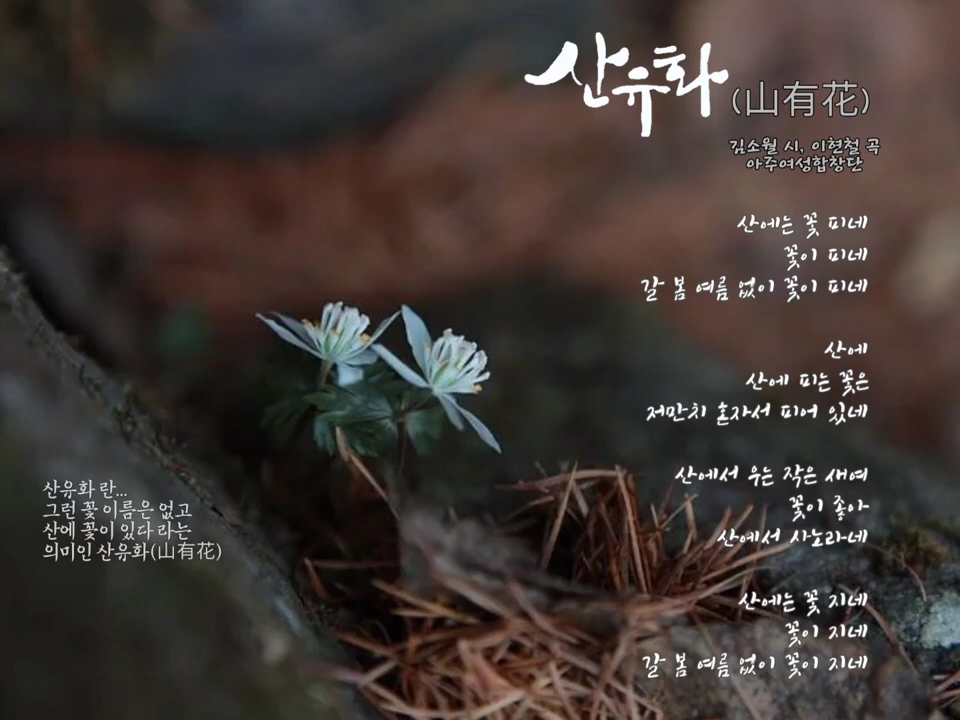 산유화 (山有花)
김소월 시, 이현철 곡
아주여성합창단
산에는 꽃 피네
꽃이 피네
갈 봄 여름 없이 꽃이 피네
산에
산에 피는 꽃은
저만치 혼자서 피어 있네
산에서 우는 작은 새여
꽃이 좋아
산에서 사노라네
산에는 꽃 지네
꽃이 지네
갈 봄 여름 없이 꽃이 지네
산유화 란...
그런 꽃 이름은 없고
산에 꽃이 있다 라는
의미인 산유화(山有花)